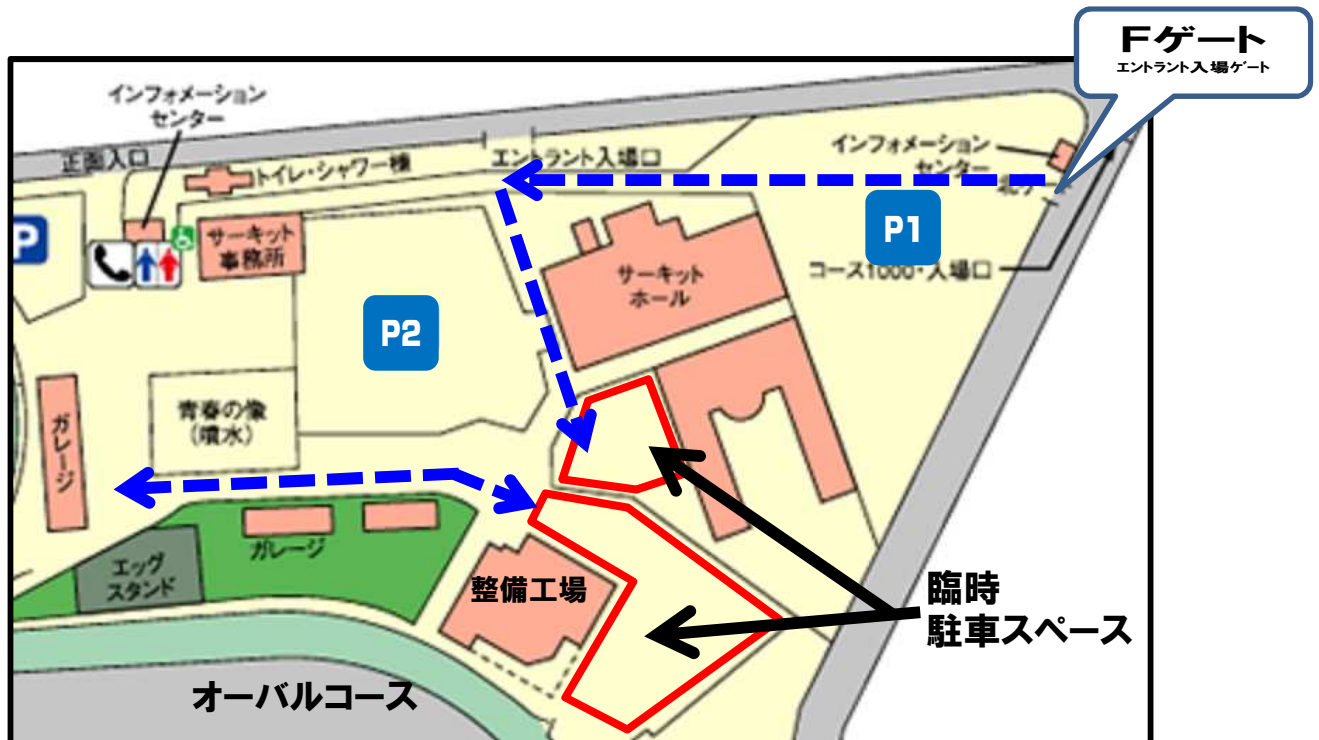 Fゲート
エントラント入場ゲート
インフォメーション
センター
正面入口
トイレ・シャワー棟
エントラント入場口
インフォメーション
センター
P
サーキット
事務所
P1
サーキット
ホール
コース1000・入場口
P2
青春の像
(噴水)
ガレージ
ガレージ
エッグ
スタンド
整備工場
臨時
駐車スペース
オーバルコース